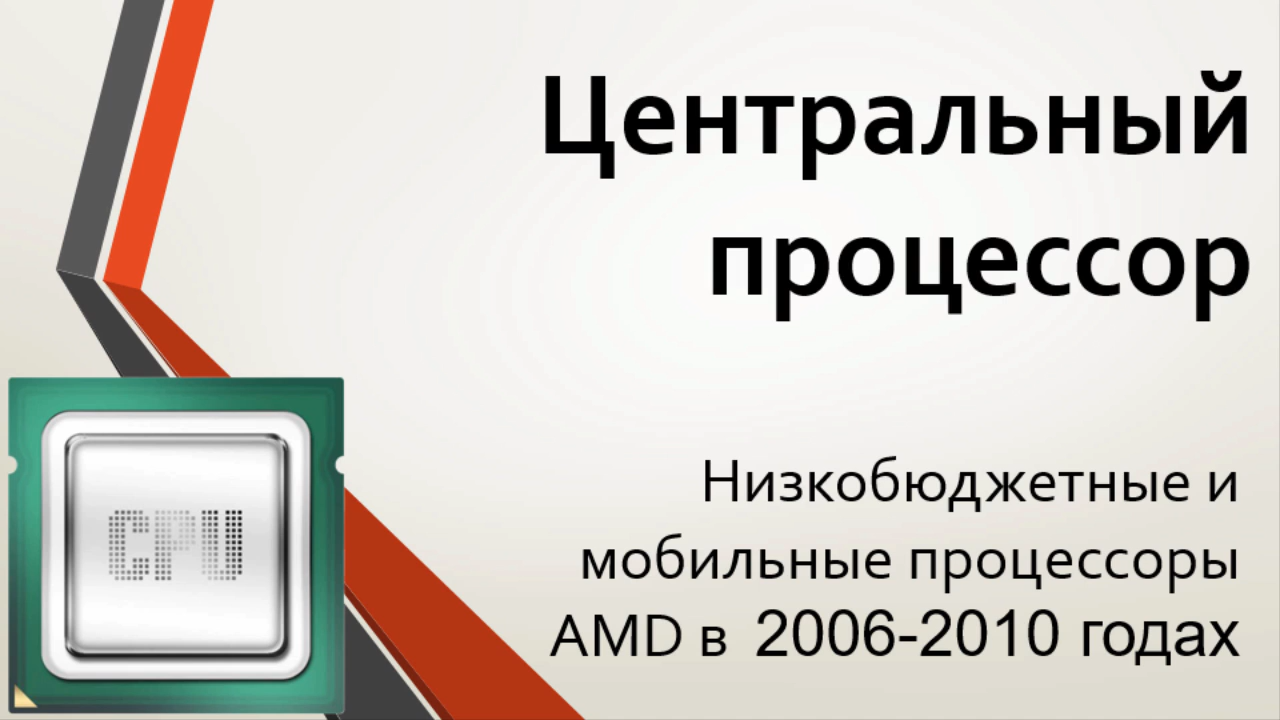 Центральный
процессор
Низкобюджетные и
мобильные процессоры
AMD в 2006-2010 годах
CPU